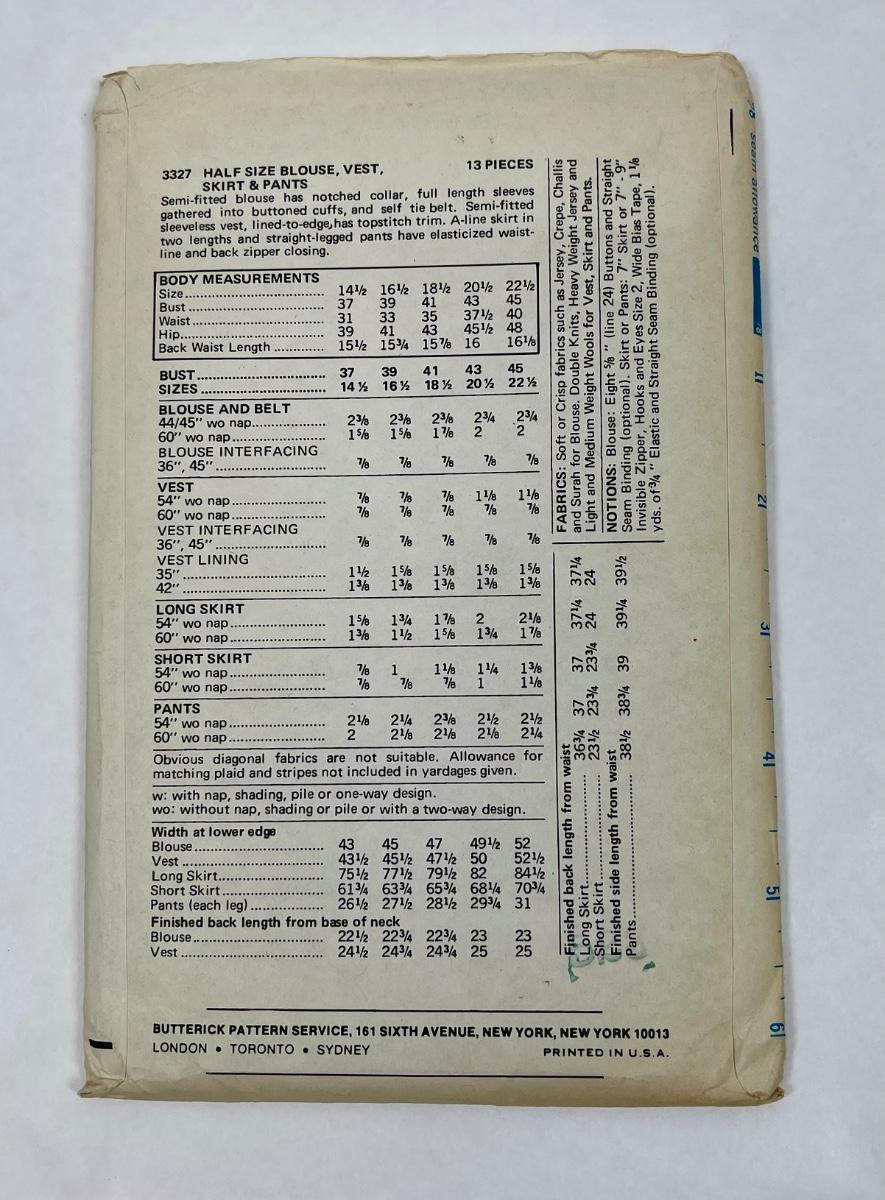 3327 HALF SIZE BLOUSE, VEST, 13 PIECES
SKIRT & PANTS
Semi-fitted blouse has notched collar, full length sleeves
gathered into buttoned cuffs, and self tie belt. Semi-fitted
sleeveless vest, lined-to-edge, has topstitch trim. A-line skirt in
two lengths and straight-legged pants have elasticized waist-
line and back zipper closing.
BODY MEASUREMENTS
Size 14½ 16½ 18½ 20½ 22½
Bust 37 39 41 43 45
Waist 31 33 35 37½ 40
Hip 39 41 43 45½ 48
Back Waist Length 15½ 15¾ 15⅞ 16 16⅛
BUST 37 39 41 43 45
SIZES 14½ 16½ 18½ 20½ 22½
BLOUSE AND BELT
44/45" wo nap 2⅜ 2⅜ 2⅜ 2¾ 2¾
60" wo nap 1⅝ 1⅝ 1⅞ 2 2
BLOUSE INTERFACING
36", 45" ⅞ ⅞ ⅞ ⅞ ⅞
VEST
54" wo nap ⅞ ⅞ ⅞ 1⅛ 1⅛
60" wo nap ⅞ ⅞ ⅞ ⅞ ⅞
VEST INTERFACING
36", 45" ⅞ ⅞ ⅞ ⅞ ⅞
VEST LINING
35" 1½ 1⅝ 1⅝ 1⅝ 1⅝
42" 1⅜ 1⅜ 1⅜ 1⅜ 1⅜
LONG SKIRT
54" wo nap 1⅝ 1¾ 1⅞ 2 2⅛
60" wo nap 1⅜ 1½ 1⅝ 1¾ 1⅞
SHORT SKIRT
54" wo nap ⅞ 1 1⅛ 1¼ 1⅜
60" wo nap ⅞ ⅞ ⅞ 1 1⅛
PANTS
54" wo nap 2⅛ 2¼ 2⅜ 2½ 2½
60" wo nap 2 2⅛ 2⅛ 2⅛ 2¼
Obvious diagonal fabrics are not suitable. Allowance for
matching plaid and stripes not included in yardages given.
w: with nap, shading, pile or one-way design.
wo: without nap, shading or pile or with a two-way design.
Width at lower edge
Blouse 43 45 47 49½ 52
Vest 43½ 45½ 47½ 50 52½
Long Skirt 75½ 77½ 79½ 82 84½
Short Skirt 61¾ 63¾ 65¾ 68¼ 70¾
Pants (each leg) 26½ 27½ 28½ 29¾ 31
Finished back length from base of neck
Blouse 22½ 22¾ 22¾ 23 23
Vest 24½ 24¾ 24¾ 25 25
FABRICS: Soft or Crisp fabrics such as Jersey, Crepe, Challis
and Surah for Blouse. Double Knits, Heavy Weight Jersey and
Light and Medium Weight Wools for Vest, Skirt and Pants.
NOTIONS: Blouse: Eight ⅝" (line 24) Buttons and Straight
Seam Binding (optional). Skirt or Pants: 7" Skirt or 7" - 9"
Invisible Zipper, Hooks and Eyes Size 2, Wide Bias Tape, 1⅛
yds. of ¾" Elastic and Straight Seam Binding (optional).
Finished back length from waist
Long Skirt 36¾ 37 37 37¼ 37¼
Short Skirt 23½ 23¾ 23¾ 24 24
Finished side length from waist
Pants 38½ 38¾ 39 39¼ 39½
BUTTERICK PATTERN SERVICE, 161 SIXTH AVENUE, NEW YORK, NEW YORK 10013
LONDON • TORONTO • SYDNEY PRINTED IN U.S.A.
seam allowance
2
3
4
5
6